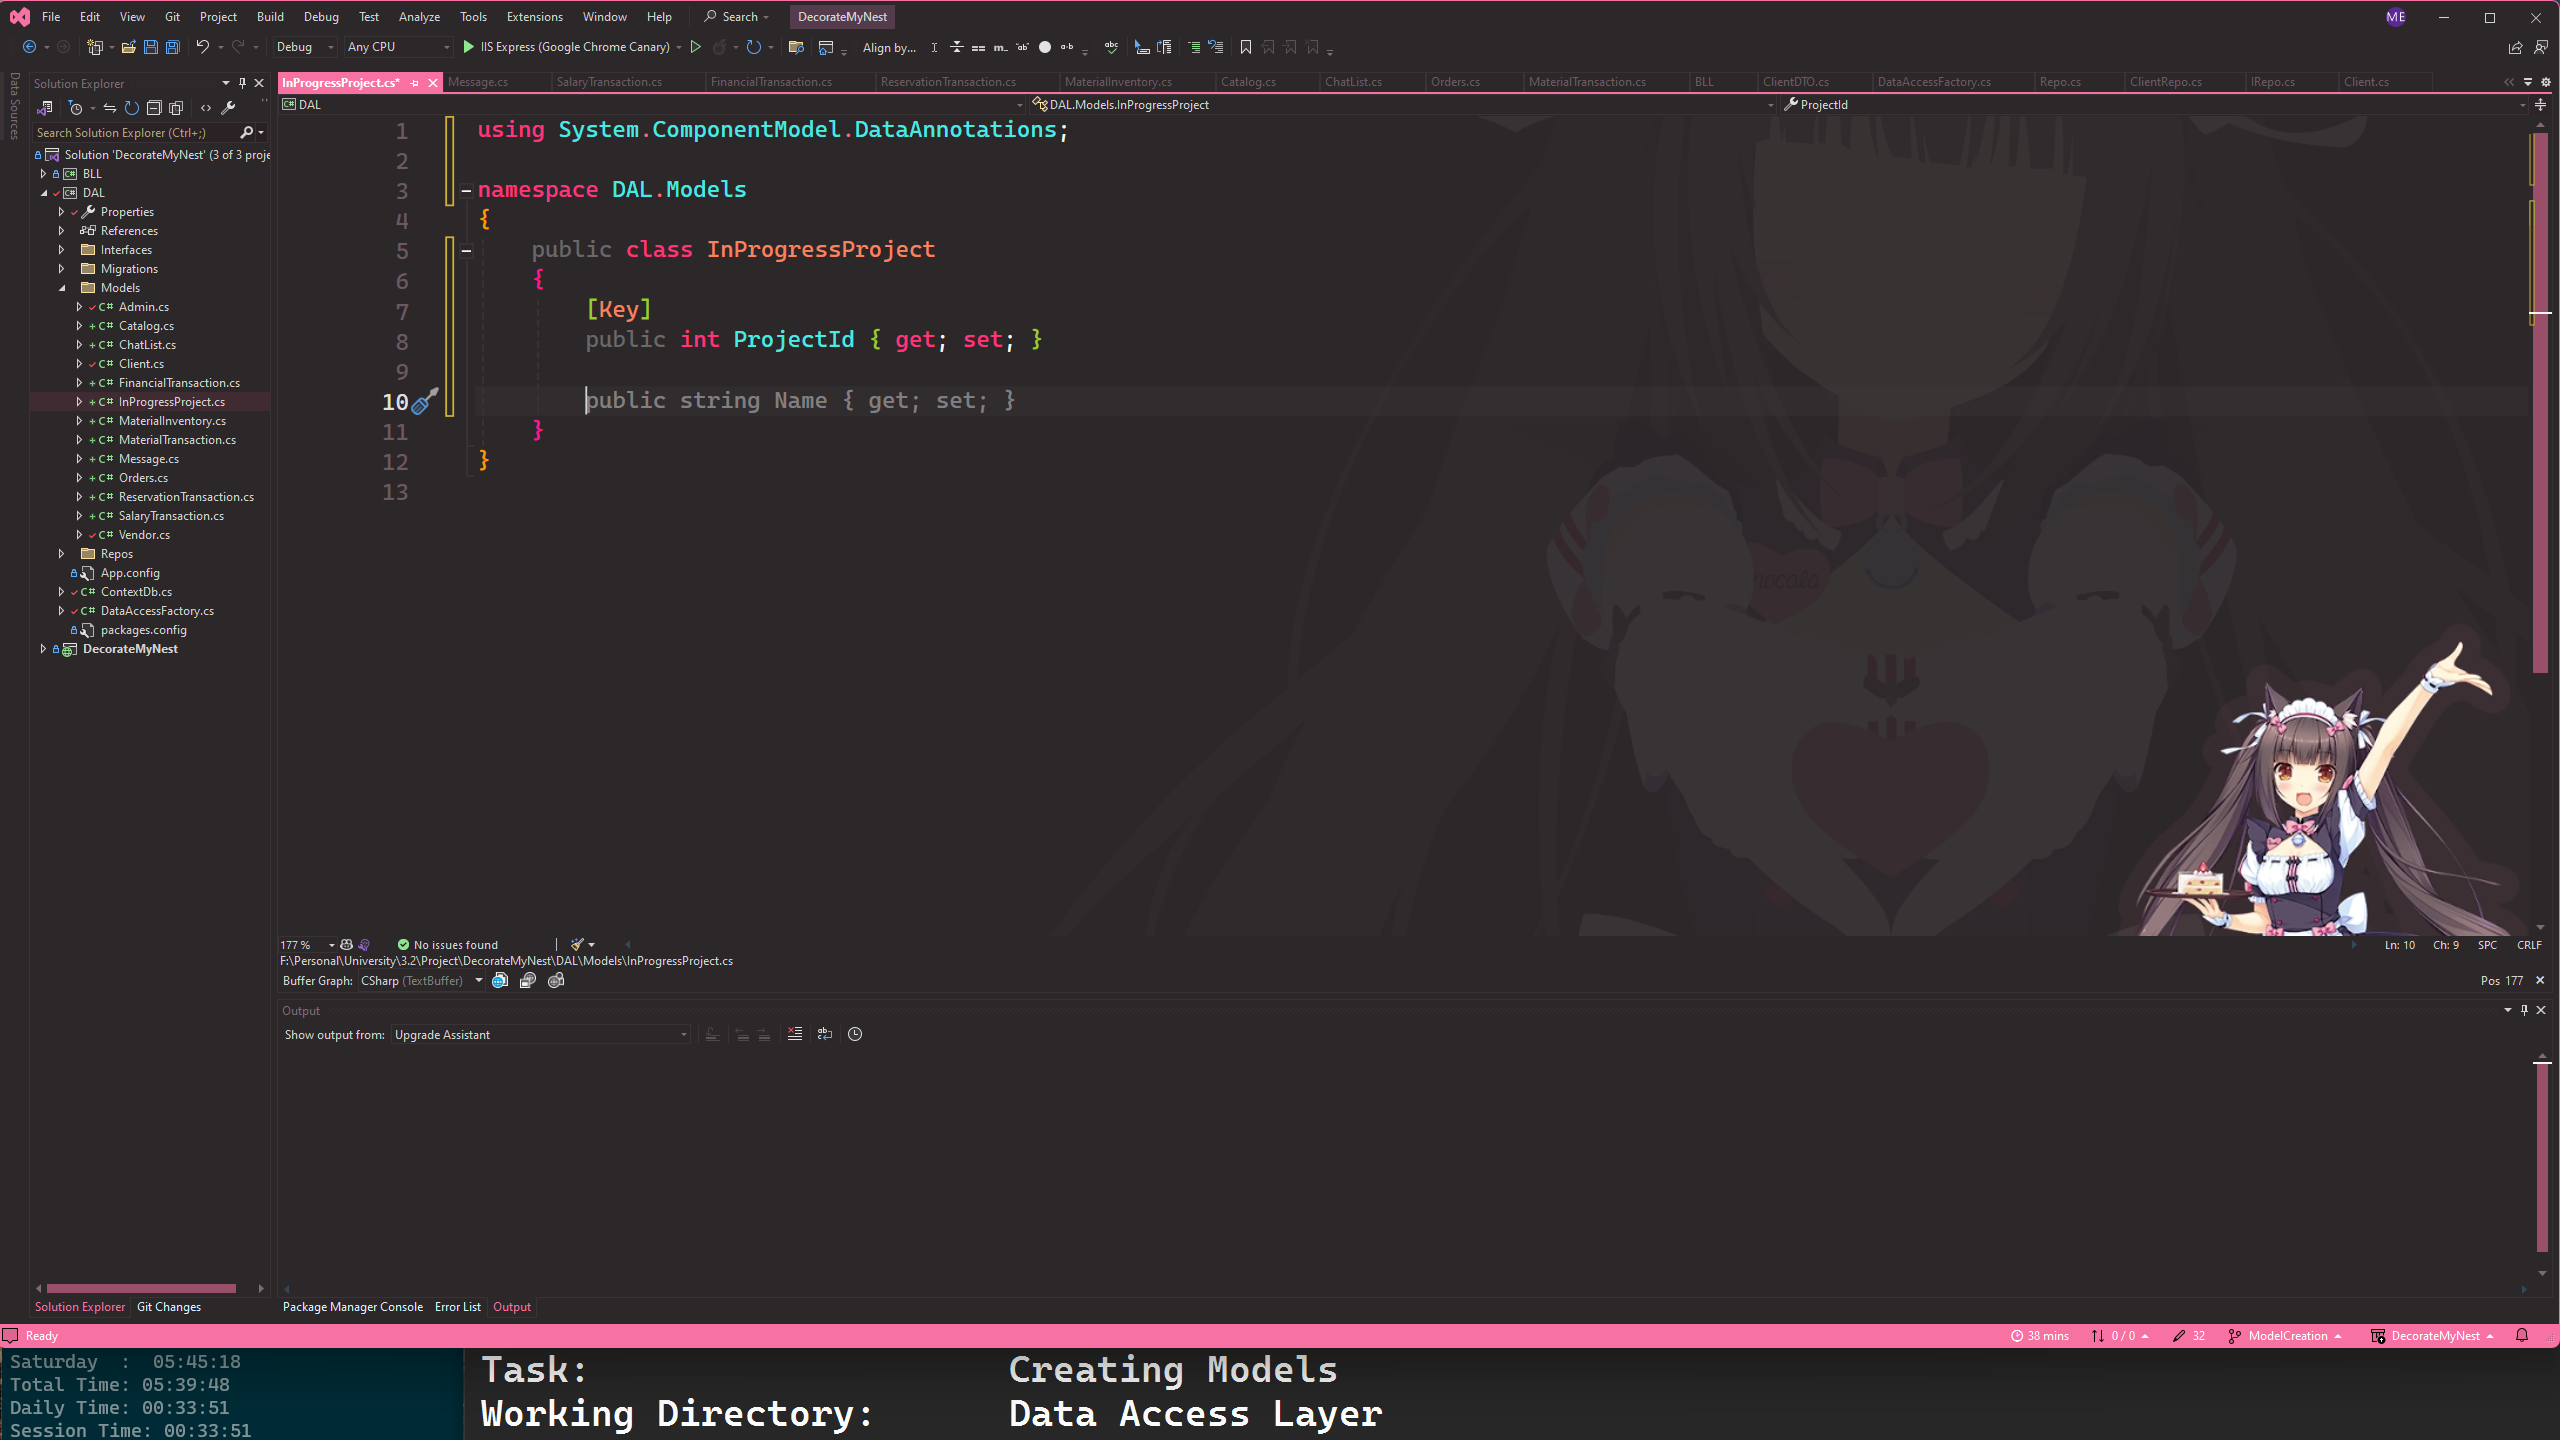 File Edit View Git Project Build Debug Test Analyze Tools Extensions Window Help Search DecorateMyNest ME
Debug Any CPU IIS Express (Google Chrome Canary) Align by...
Data Sources
Solution Explorer
Search Solution Explorer (Ctrl+;)
Solution 'DecorateMyNest' (3 of 3 proje
BLL
DAL
Properties
References
Interfaces
Migrations
Models
C# Admin.cs
C# Catalog.cs
C# ChatList.cs
C# Client.cs
C# FinancialTransaction.cs
C# InProgressProject.cs
C# MaterialInventory.cs
C# MaterialTransaction.cs
C# Message.cs
C# Orders.cs
C# ReservationTransaction.cs
C# SalaryTransaction.cs
C# Vendor.cs
Repos
App.config
C# ContextDb.cs
C# DataAccessFactory.cs
packages.config
DecorateMyNest
Solution Explorer Git Changes
InProgressProject.cs* Message.cs SalaryTransaction.cs FinancialTransaction.cs ReservationTransaction.cs MaterialInventory.cs Catalog.cs ChatList.cs Orders.cs MaterialTransaction.cs BLL ClientDTO.cs DataAccessFactory.cs Repo.cs ClientRepo.cs IRepo.cs Client.cs
DAL DAL.Models.InProgressProject ProjectId
1 using System.ComponentModel.DataAnnotations;
2
3 namespace DAL.Models
4 {
5 public class InProgressProject
6 {
7 [Key]
8 public int ProjectId { get; set; }
9
10 public string Name { get; set; }
11 }
12 }
13
177 % No issues found Ln: 10 Ch: 9 SPC CRLF
F:\Personal\University\3.2\Project\DecorateMyNest\DAL\Models\InProgressProject.cs
Buffer Graph: CSharp (TextBuffer) Pos 177
Output
Show output from: Upgrade Assistant
Package Manager Console Error List Output
Ready 38 mins 0 / 0 32 ModelCreation DecorateMyNest
Saturday : 05:45:18
Total Time: 05:39:48
Daily Time: 00:33:51
Session Time: 00:33:51
Task: Creating Models
Working Directory: Data Access Layer